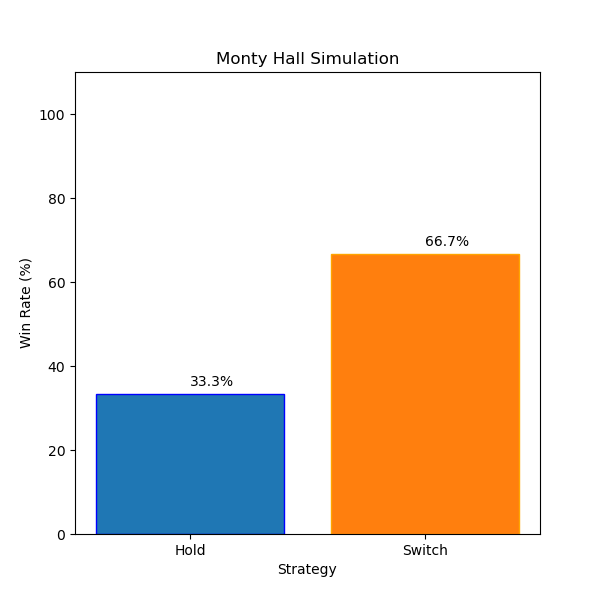 Monty Hall Simulation
Win Rate (%)
100
80
60
40
20
0
33.3%
66.7%
Hold
Switch
Strategy